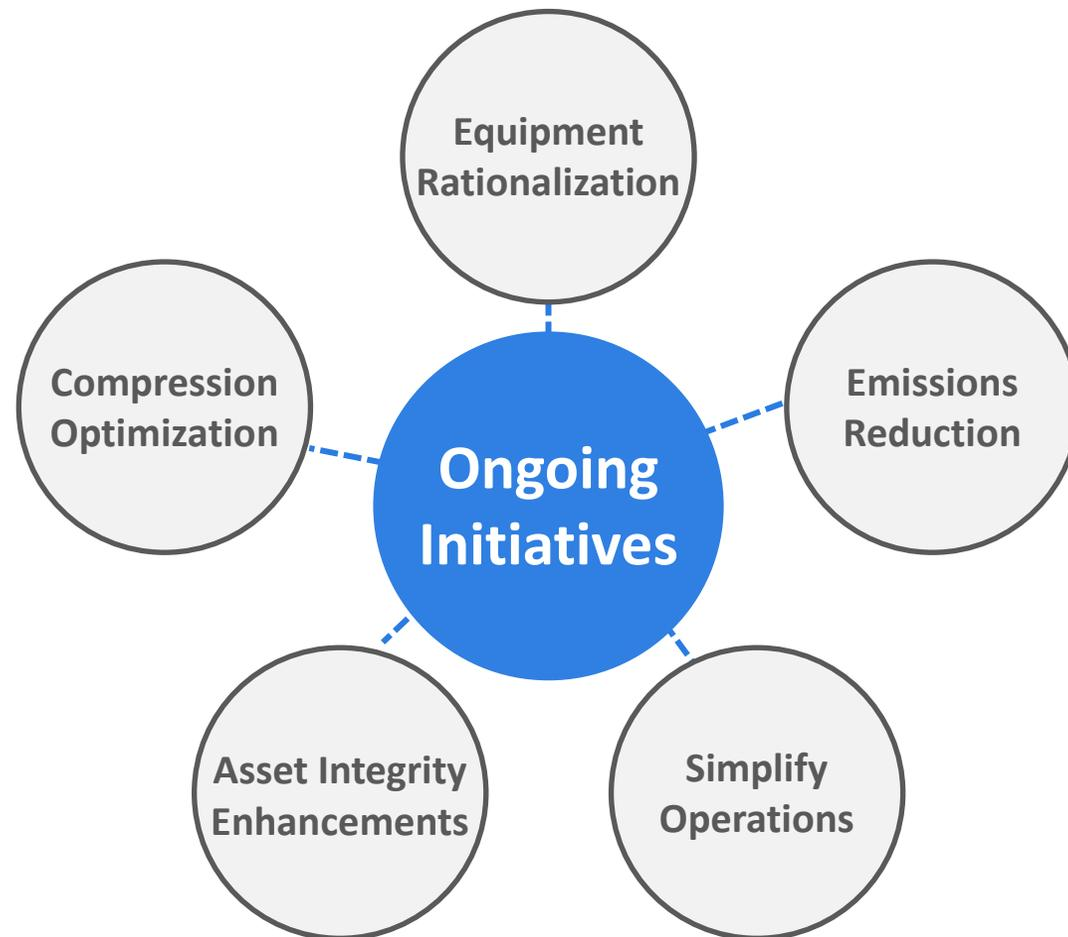 Equipment
Rationalization
Compression
Optimization
Emissions
Reduction
Ongoing
Initiatives
Asset Integrity
Enhancements
Simplify
Operations